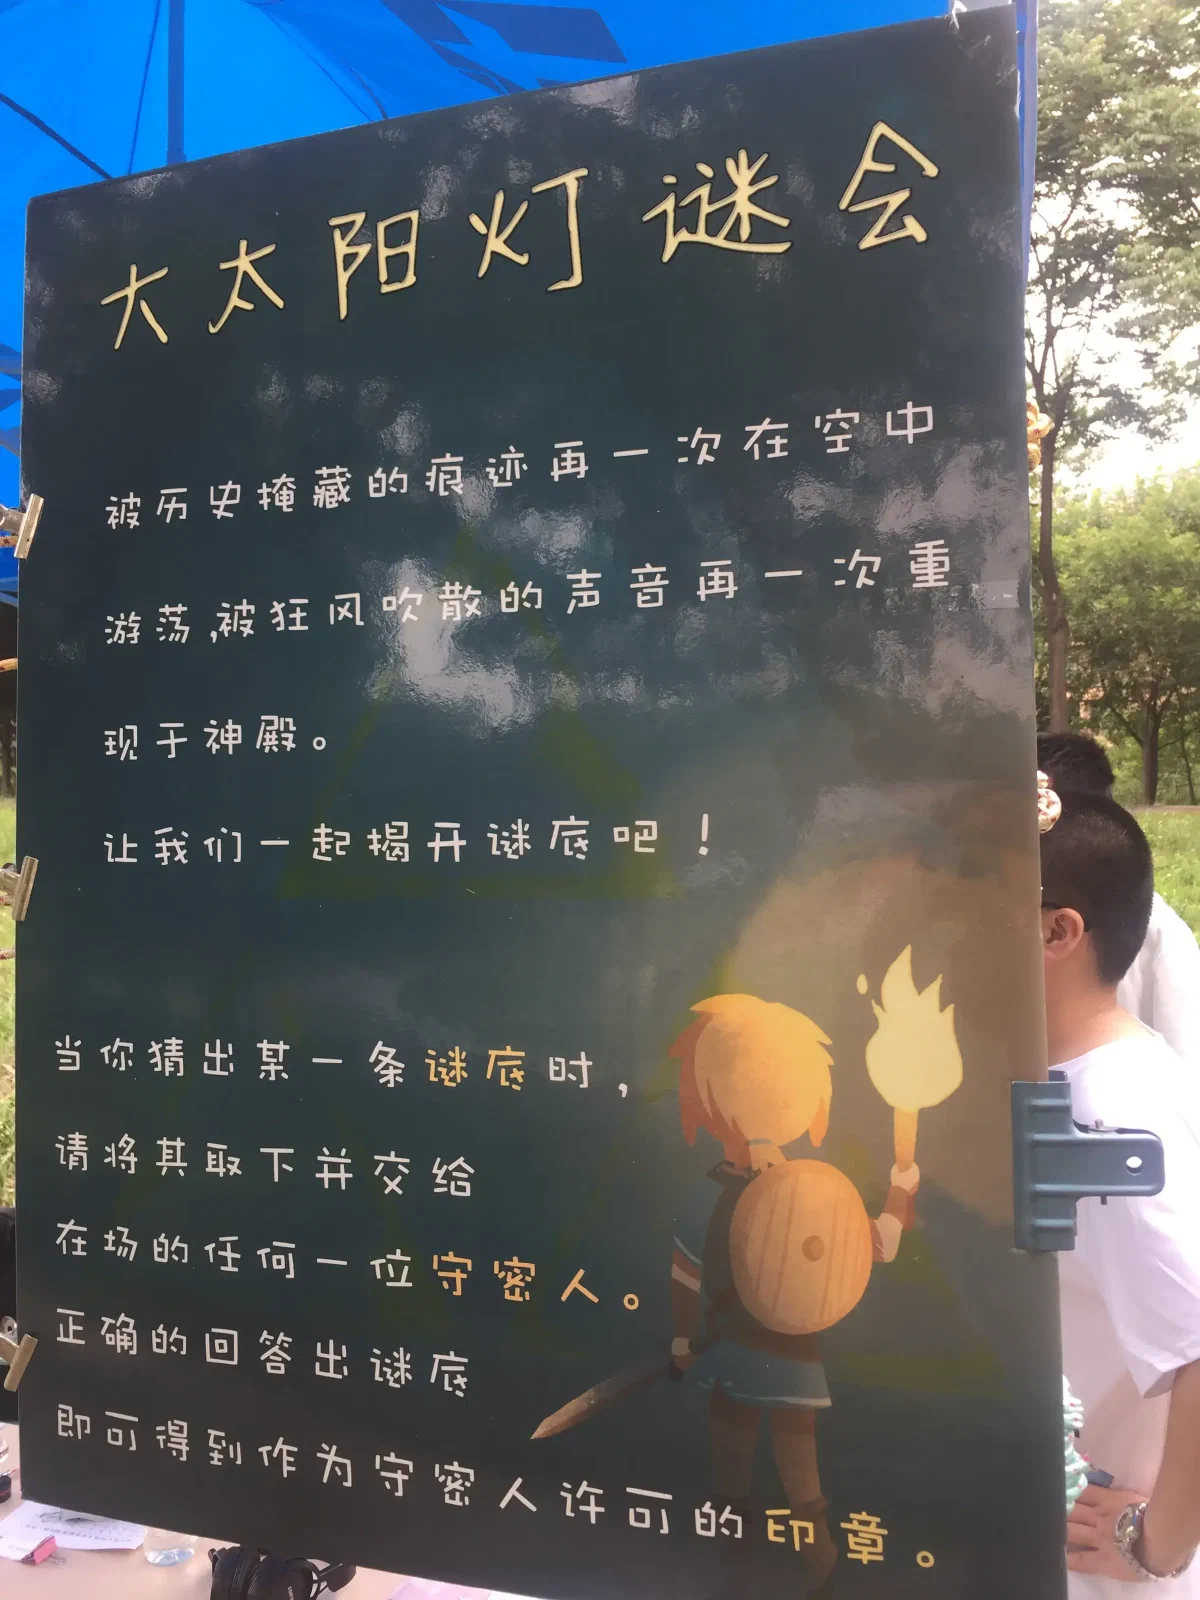 大太阳灯谜会
被历史掩藏的痕迹再一次在空中
游荡,被狂风吹散的声音再一次重
现于神殿。
让我们一起揭开谜底吧！
当你猜出某一条谜底时，
请将其取下并交给
在场的任何一位守密人。
正确的回答出谜底
即可得到作为守密人许可的印章。